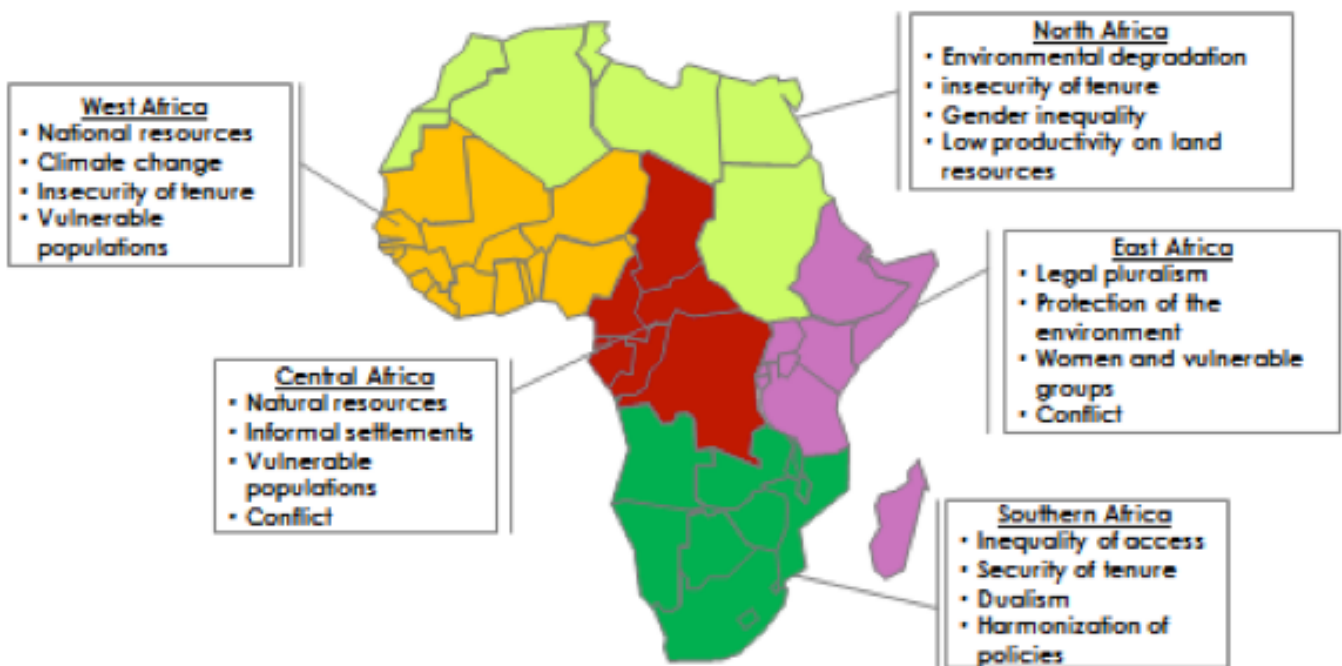 North Africa
• Environmental degradation
• insecurity of tenure
• Gender inequality
• Low productivity on land
resources
West Africa
• National resources
• Climate change
• Insecurity of tenure
• Vulnerable
populations
East Africa
• Legal pluralism
• Protection of the
environment
• Women and vulnerable
groups
• Conflict
Central Africa
• Natural resources
• Informal settlements
• Vulnerable
populations
• Conflict
Southern Africa
• Inequality of access
• Security of tenure
• Dualism
• Harmonization of
policies